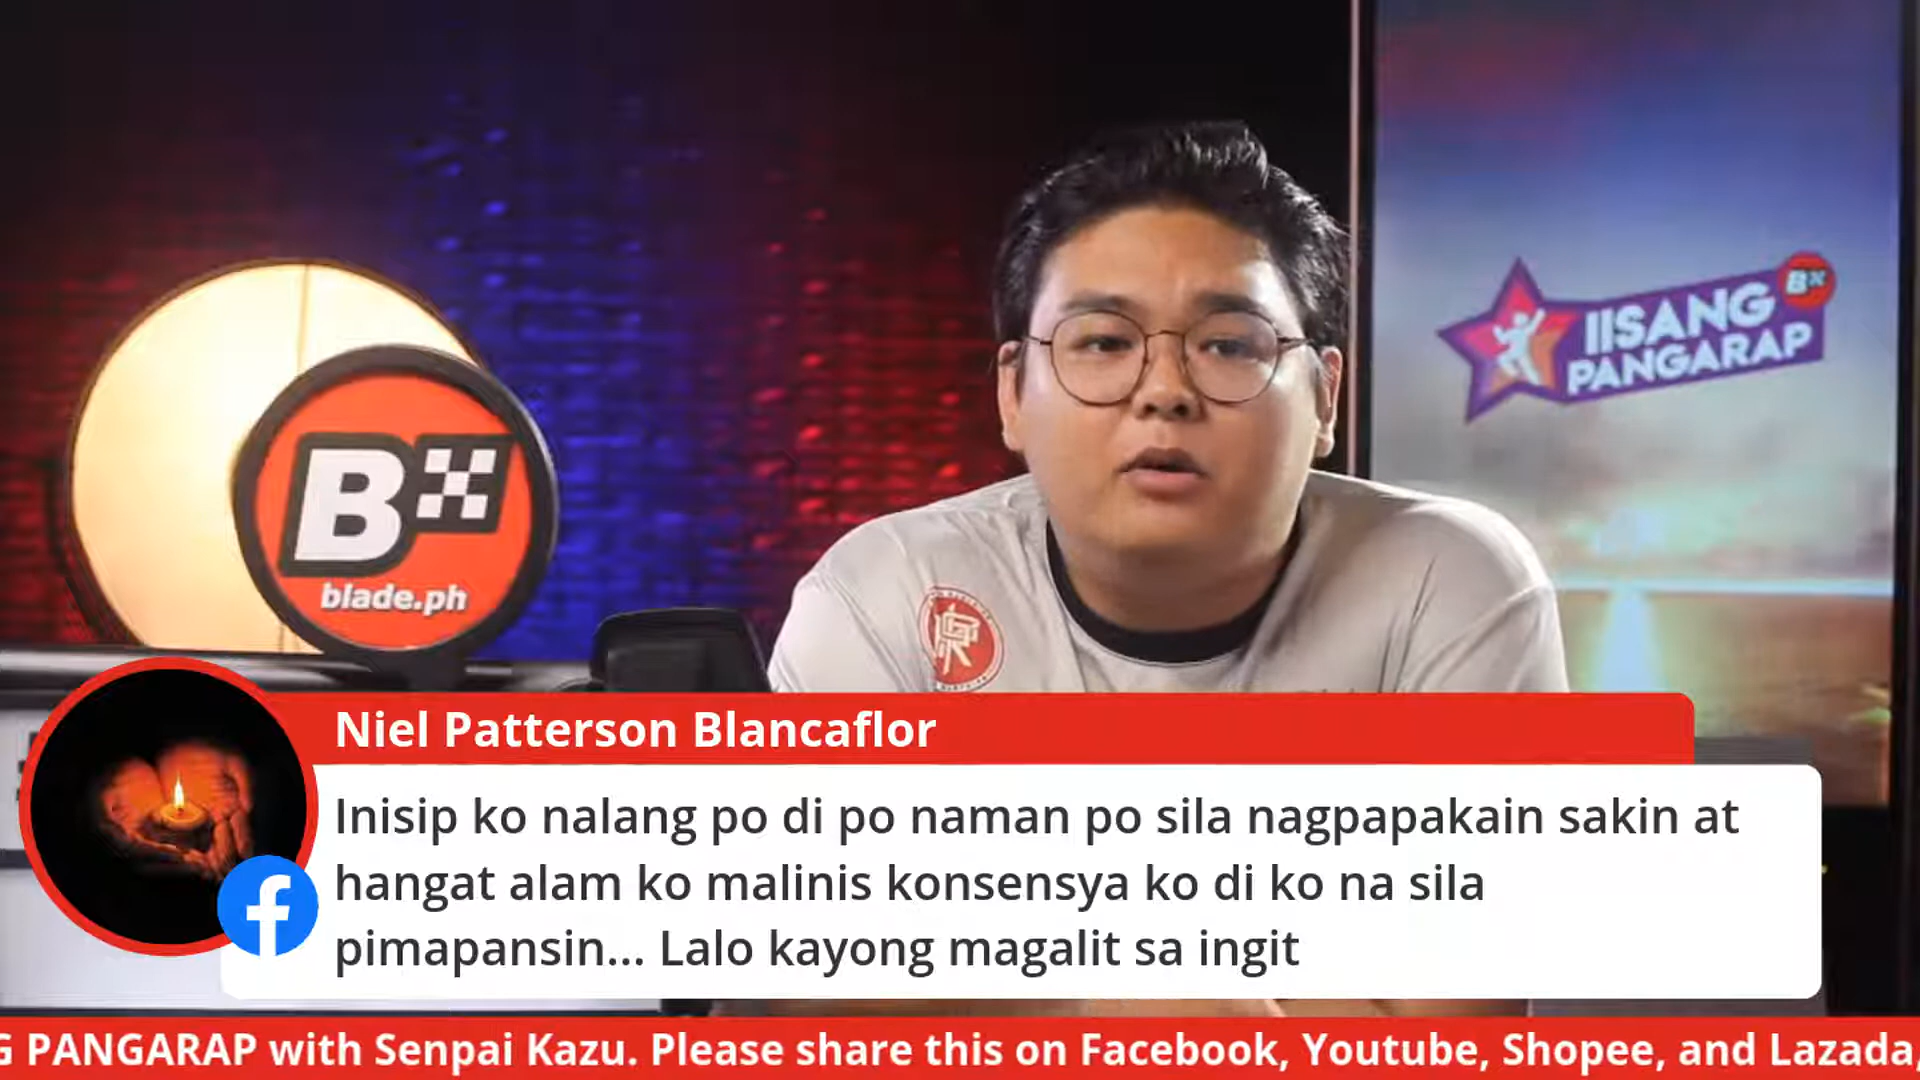 IISANG
PANGARAP
BX
BX
blade.ph
Niel Patterson Blancaflor
Inisip ko nalang po di po naman po sila nagpapakain sakin at
hangat alam ko malinis konsensya ko di ko na sila
pimapansin... Lalo kayong magalit sa ingit
G PANGARAP with Senpai Kazu. Please share this on Facebook, Youtube, Shopee, and Lazada,